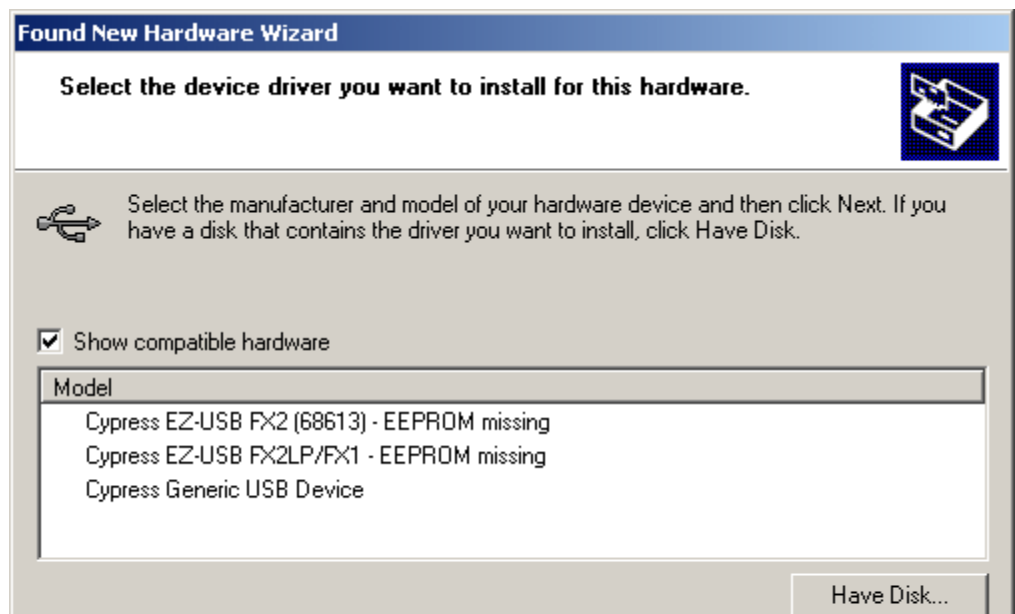 Found New Hardware Wizard
Select the device driver you want to install for this hardware.
Select the manufacturer and model of your hardware device and then click Next. If you
have a disk that contains the driver you want to install, click Have Disk.
Show compatible hardware
Model
Cypress EZ-USB FX2 (68613) - EEPROM missing
Cypress EZ-USB FX2LP/FX1 - EEPROM missing
Cypress Generic USB Device
Have Disk...